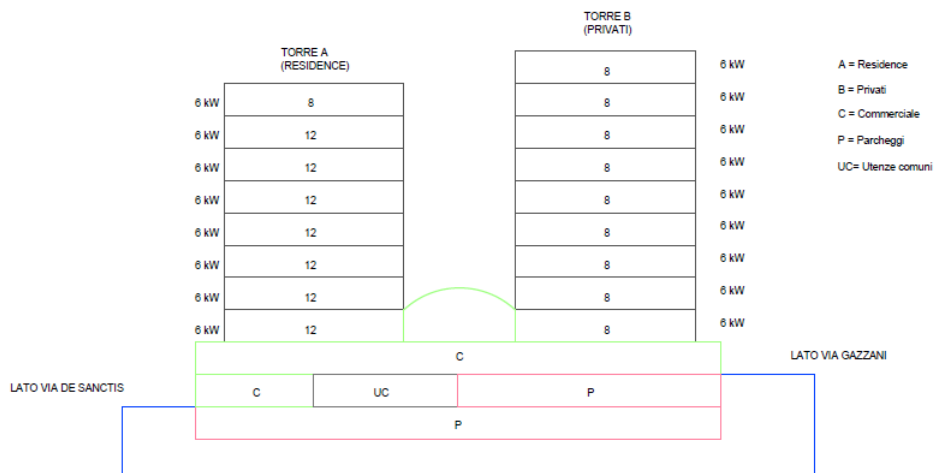 TORRE B
(PRIVATI)
TORRE A
(RESIDENCE)
8 6 kW A = Residence
6 kW 8 8 6 kW B = Privati
C = Commerciale
6 kW 12 8 6 kW P = Parcheggi
6 kW 12 8 6 kW UC= Utenze comuni
6 kW 12 8 6 kW
6 kW 12 8 6 kW
6 kW 12 8 6 kW
6 kW 12 8 6 kW
6 kW 12 8 6 kW
C LATO VIA GAZZANI
LATO VIA DE SANCTIS C UC P
P